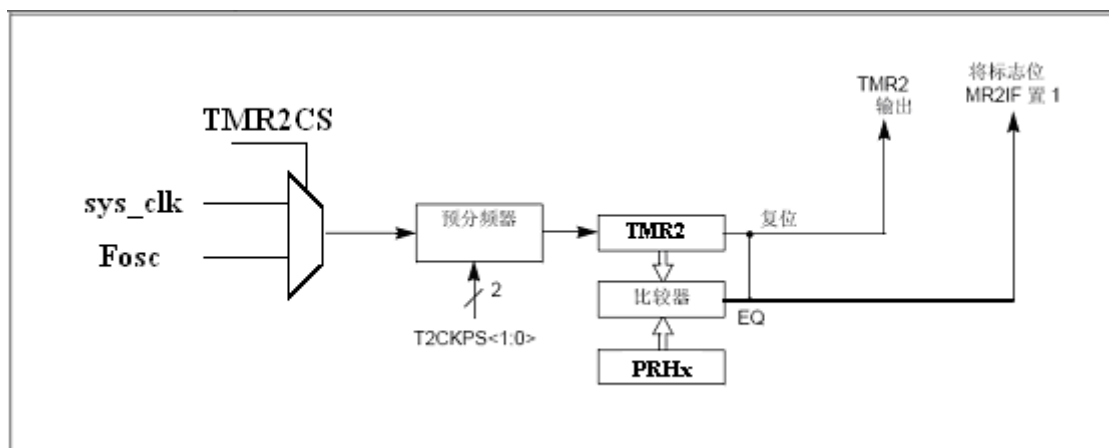 TMR2
输出
将标志位
MR2IF 置 1
TMR2CS
sys_clk
Fosc
预分频器
2
T2CKPS<1:0>
TMR2
复位
比较器
EQ
PRHx